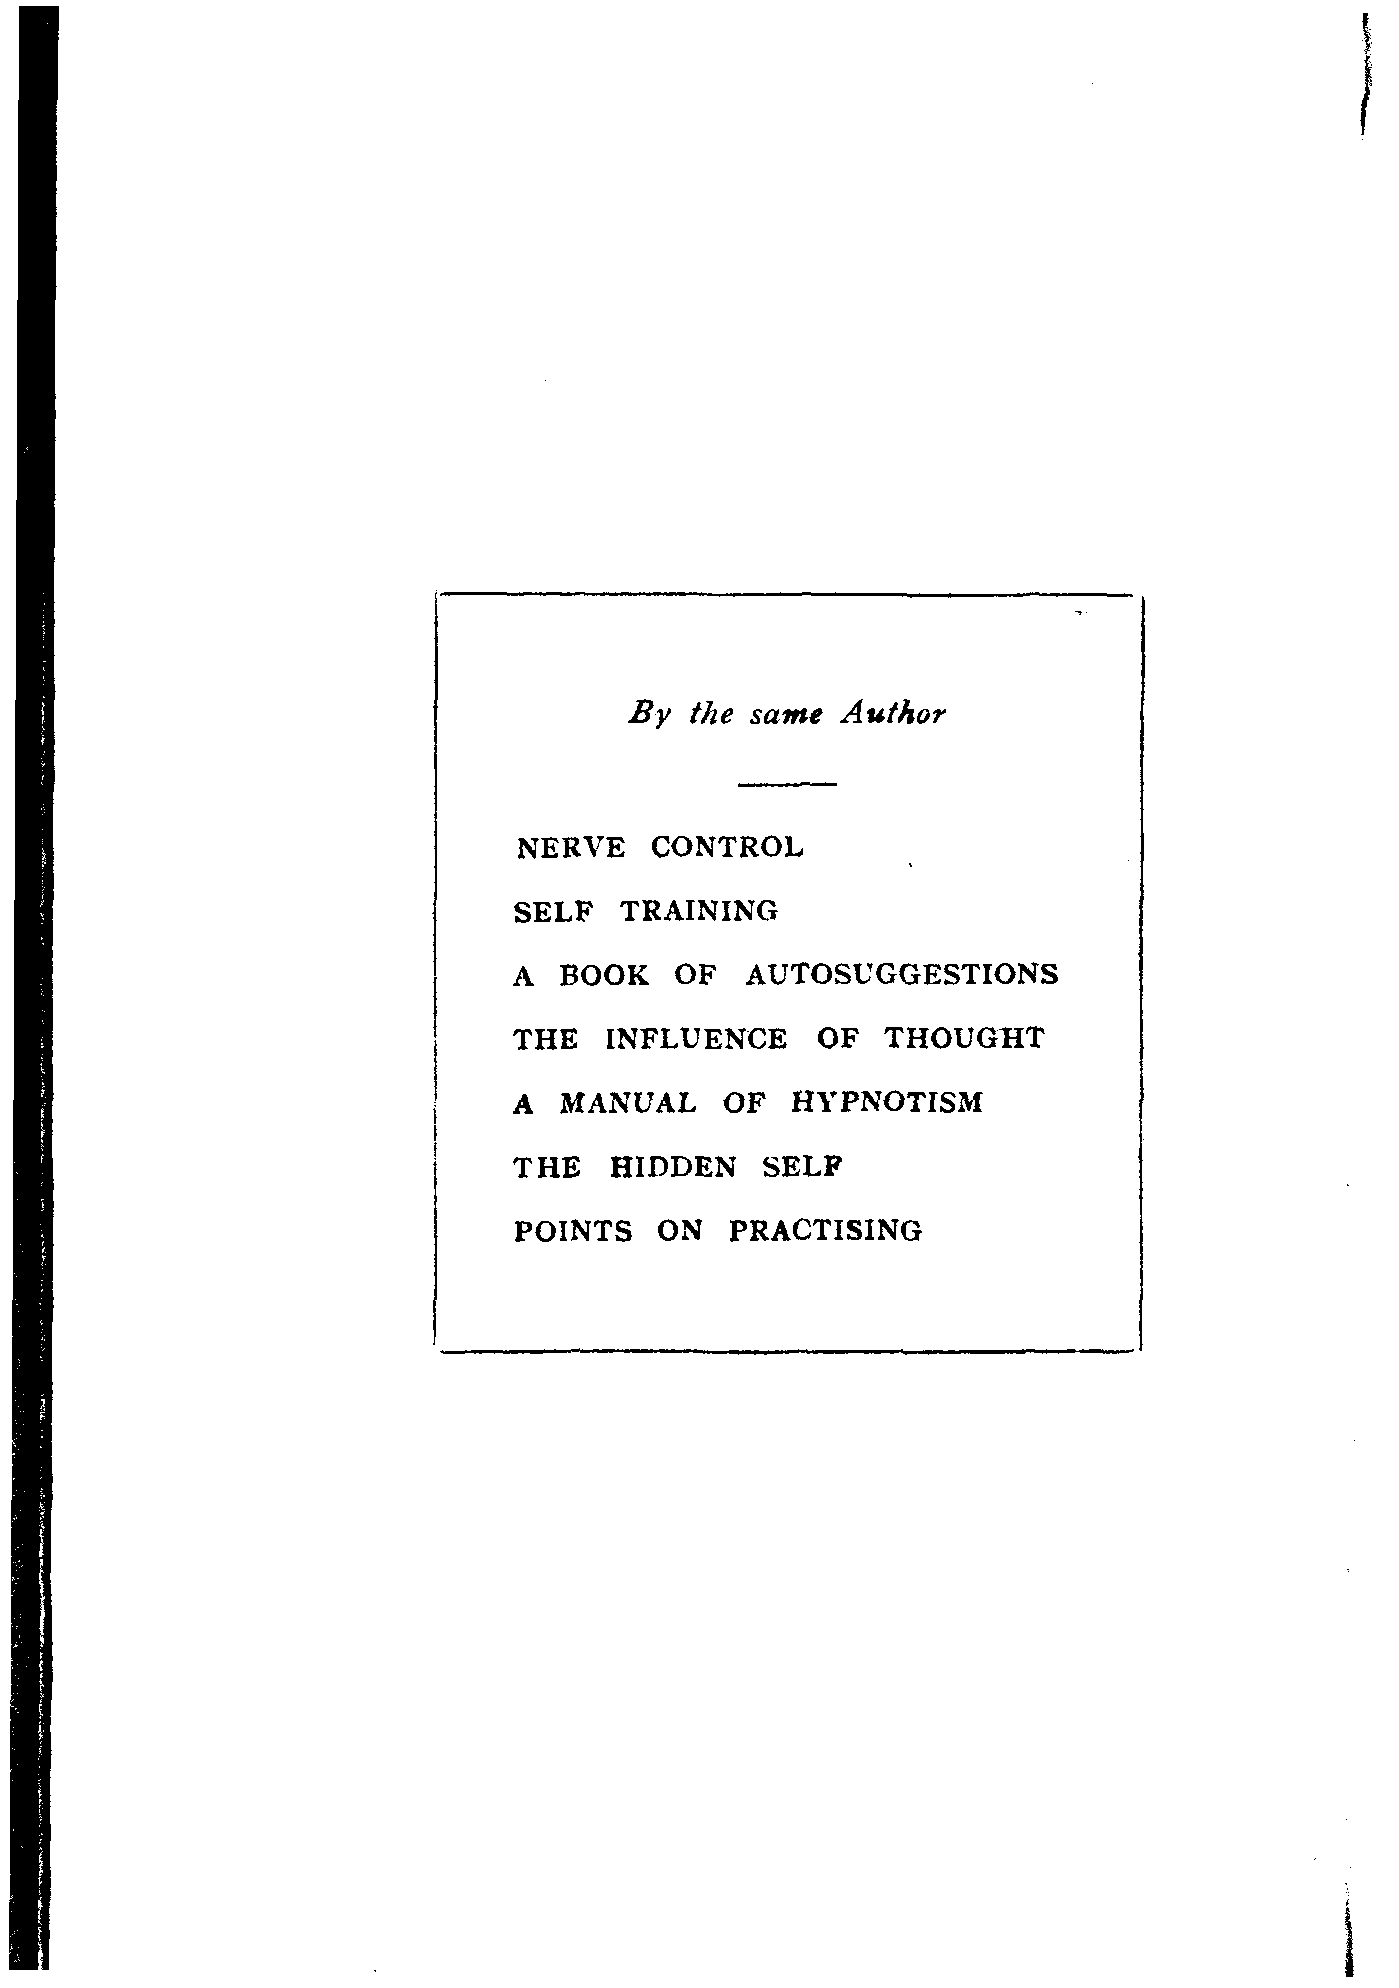 By the same Author
NERVE CONTROL
SELF TRAINING
A BOOK OF AUTOSUGGESTIONS
THE INFLUENCE OF THOUGHT
A MANUAL OF HYPNOTISM
THE HIDDEN SELF
POINTS ON PRACTISING